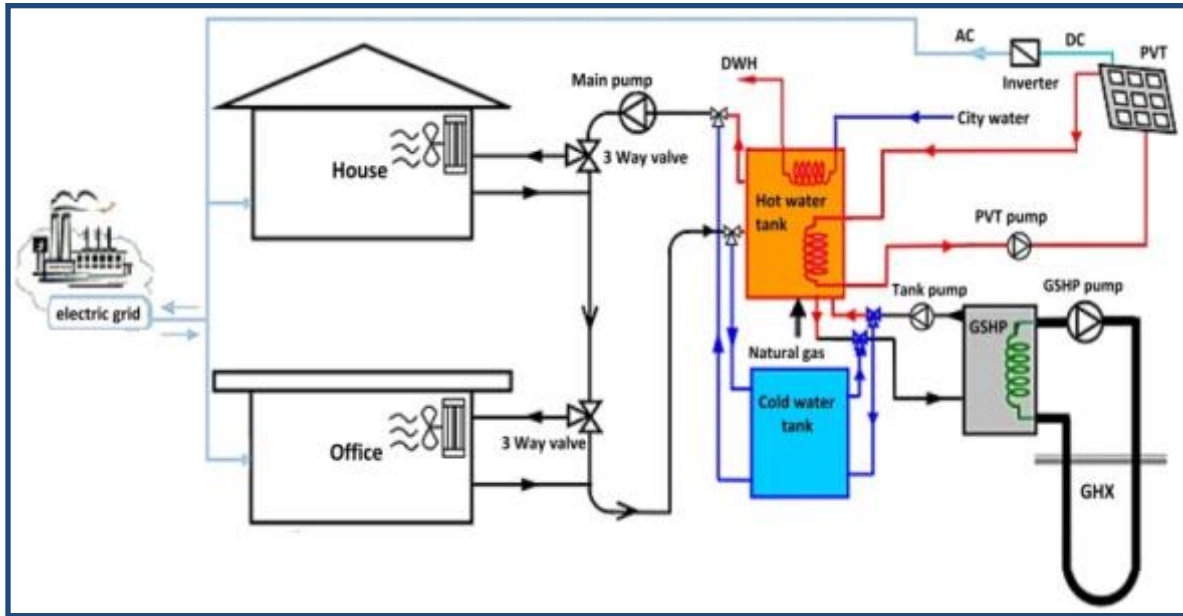 AC
DC
PVT
Inverter
DWH
Main pump
City water
3 Way valve
House
Hot water
tank
PVT pump
electric grid
Tank pump
GSHP pump
GSHP
Natural gas
Cold water
tank
3 Way valve
Office
GHX